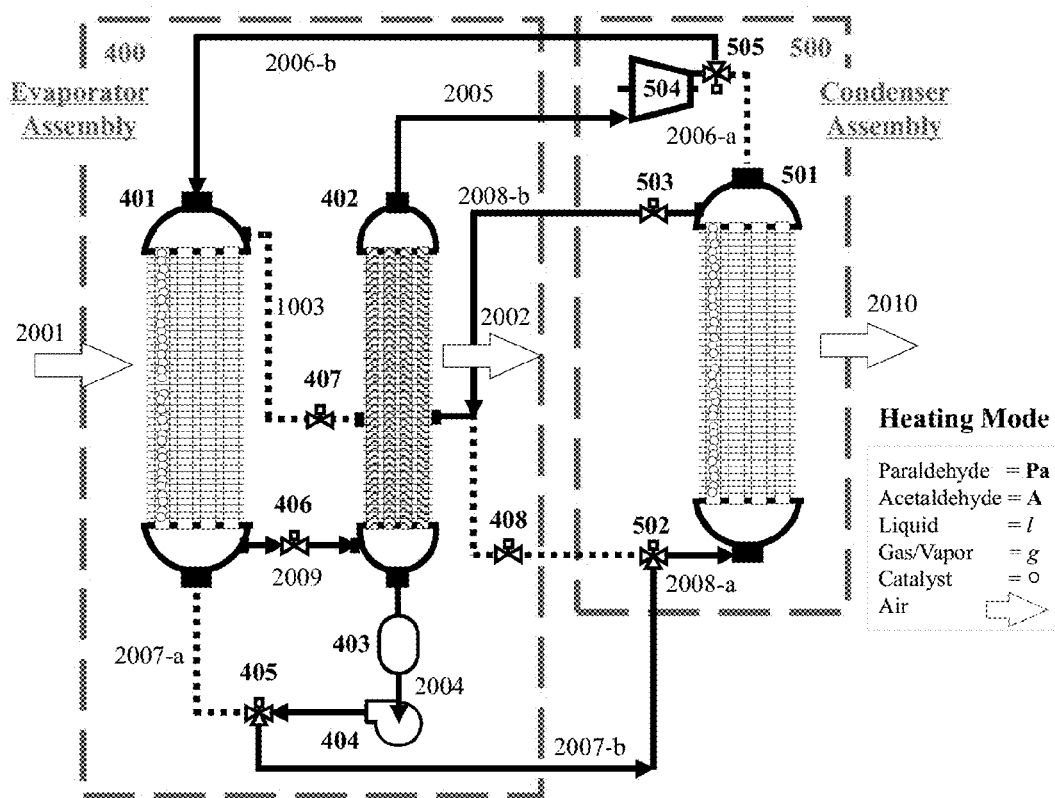 400
505
500
2006-b
Evaporator
Assembly
2005
504
Condenser
Assembly
2006-a
401
402
2008-b
503
501
1003
2001
2002
2010
407
Heating Mode
406
408
502
Paraldehyde = Pa
Acetaldehyde = A
Liquid = l
Gas/Vapor = g
Catalyst = ○
Air
2009
2008-a
403
2007-a
405
2004
404
2007-b